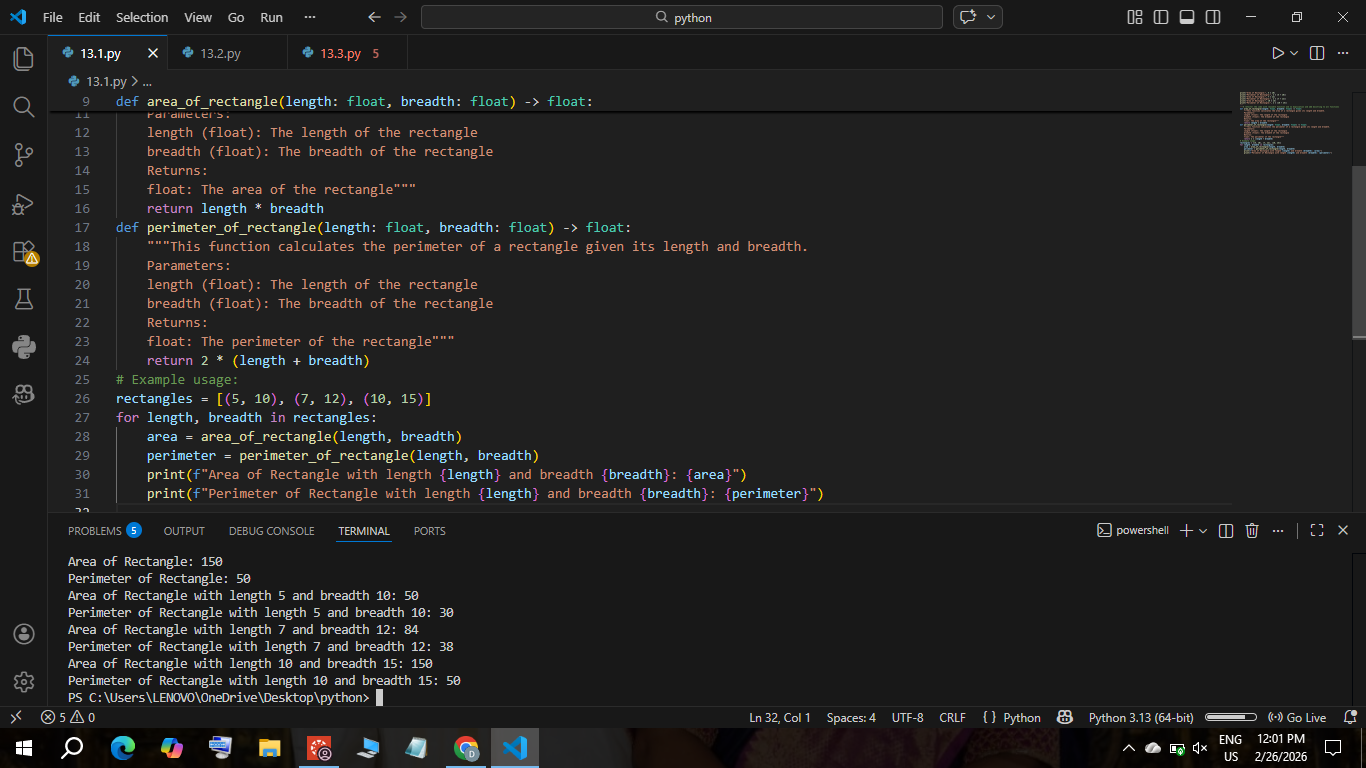 File Edit Selection View Go Run ··· python
13.1.py 13.2.py 13.3.py 5
13.1.py > ...
9 def area_of_rectangle(length: float, breadth: float) -> float:
11 Parameters:
12 length (float): The length of the rectangle
13 breadth (float): The breadth of the rectangle
14 Returns:
15 float: The area of the rectangle"""
16 return length * breadth
17 def perimeter_of_rectangle(length: float, breadth: float) -> float:
18 """This function calculates the perimeter of a rectangle given its length and breadth.
19 Parameters:
20 length (float): The length of the rectangle
21 breadth (float): The breadth of the rectangle
22 Returns:
23 float: The perimeter of the rectangle"""
24 return 2 * (length + breadth)
25 # Example usage:
26 rectangles = [(5, 10), (7, 12), (10, 15)]
27 for length, breadth in rectangles:
28 area = area_of_rectangle(length, breadth)
29 perimeter = perimeter_of_rectangle(length, breadth)
30 print(f"Area of Rectangle with length {length} and breadth {breadth}: {area}")
31 print(f"Perimeter of Rectangle with length {length} and breadth {breadth}: {perimeter}")
32
PROBLEMS 5 OUTPUT DEBUG CONSOLE TERMINAL PORTS powershell
Area of Rectangle: 150
Perimeter of Rectangle: 50
Area of Rectangle with length 5 and breadth 10: 50
Perimeter of Rectangle with length 5 and breadth 10: 30
Area of Rectangle with length 7 and breadth 12: 84
Perimeter of Rectangle with length 7 and breadth 12: 38
Area of Rectangle with length 10 and breadth 15: 150
Perimeter of Rectangle with length 10 and breadth 15: 50
PS C:\Users\LENOVO\OneDrive\Desktop\python>
5 0 Ln 32, Col 1 Spaces: 4 UTF-8 CRLF { } Python Python 3.13 (64-bit) Go Live
ENG 12:01 PM
US 2/26/2026